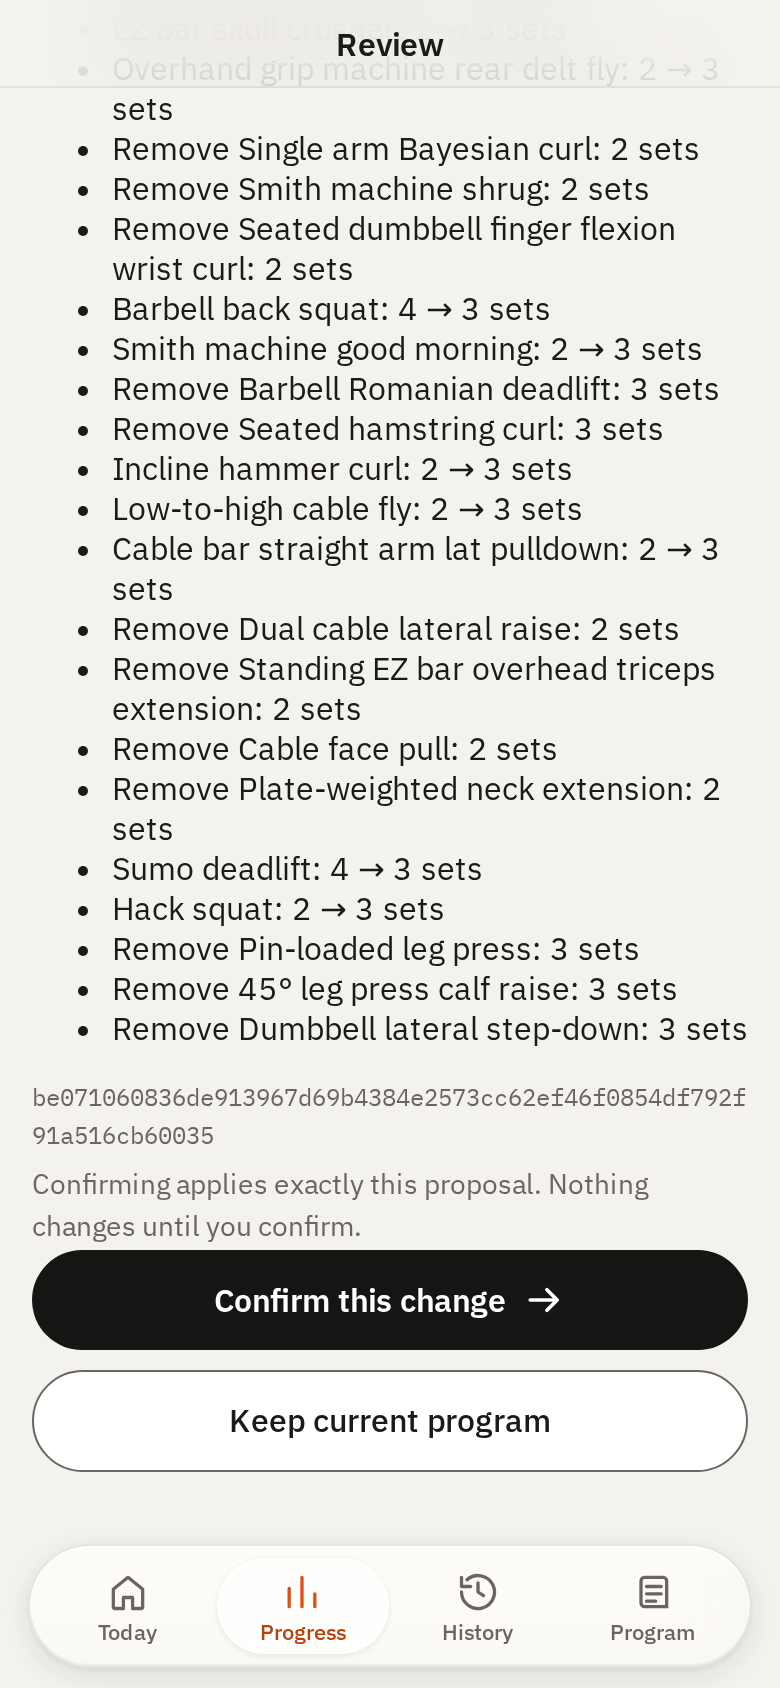 EZ bar skull crusher: 2 → 3 sets
Review
• Overhand grip machine rear delt fly: 2 → 3
sets
• Remove Single arm Bayesian curl: 2 sets
• Remove Smith machine shrug: 2 sets
• Remove Seated dumbbell finger flexion
wrist curl: 2 sets
• Barbell back squat: 4 → 3 sets
• Smith machine good morning: 2 → 3 sets
• Remove Barbell Romanian deadlift: 3 sets
• Remove Seated hamstring curl: 3 sets
• Incline hammer curl: 2 → 3 sets
• Low-to-high cable fly: 2 → 3 sets
• Cable bar straight arm lat pulldown: 2 → 3
sets
• Remove Dual cable lateral raise: 2 sets
• Remove Standing EZ bar overhead triceps
extension: 2 sets
• Remove Cable face pull: 2 sets
• Remove Plate-weighted neck extension: 2
sets
• Sumo deadlift: 4 → 3 sets
• Hack squat: 2 → 3 sets
• Remove Pin-loaded leg press: 3 sets
• Remove 45° leg press calf raise: 3 sets
• Remove Dumbbell lateral step-down: 3 sets
be071060836de913967d69b4384e2573cc62ef46f0854df792f
91a516cb60035
Confirming applies exactly this proposal. Nothing
changes until you confirm.
Confirm this change →
Keep current program
Today
Progress
History
Program